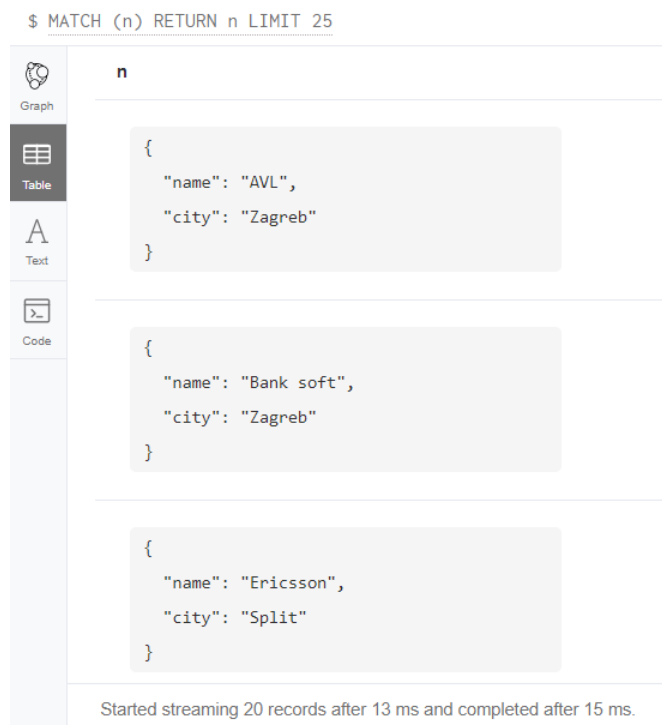 $ MATCH (n) RETURN n LIMIT 25
Graph
Table
A
Text
>_
Code
n
{
"name": "AVL",
"city": "Zagreb"
}
{
"name": "Bank soft",
"city": "Zagreb"
}
{
"name": "Ericsson",
"city": "Split"
}
Started streaming 20 records after 13 ms and completed after 15 ms.